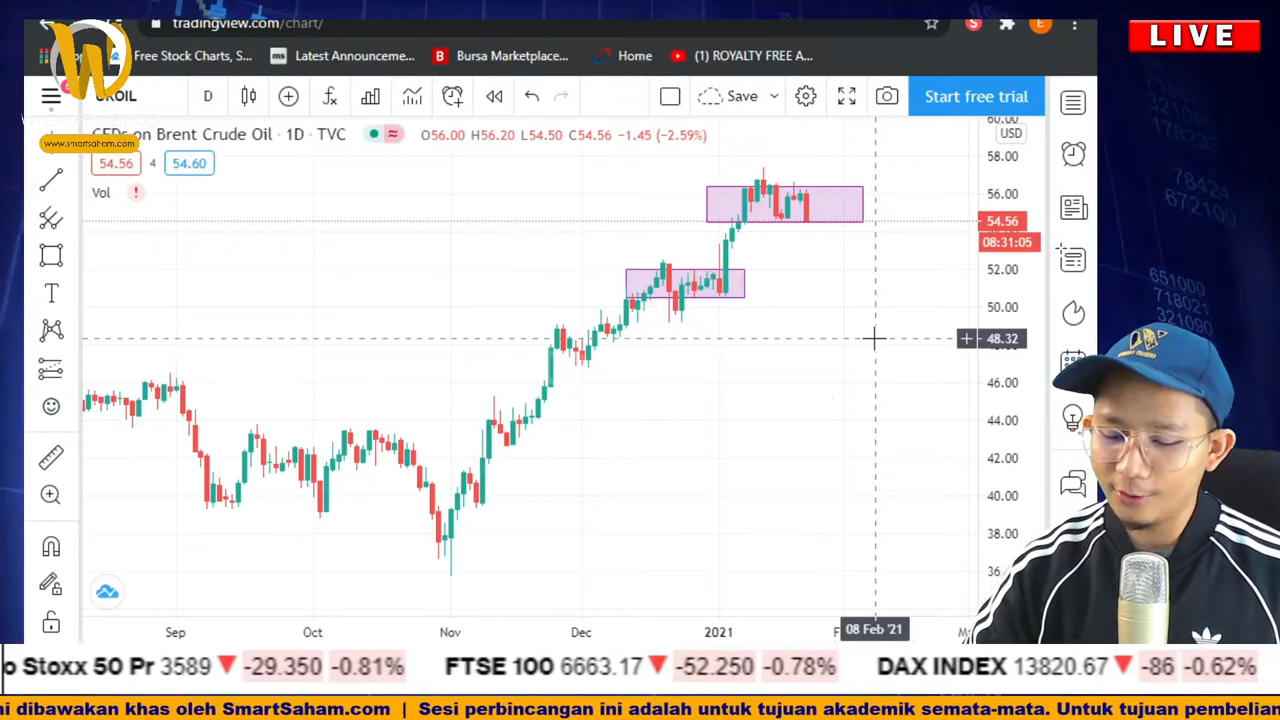 tradingview.com/chart/
LIVE
Free Stock Charts, S...
ms
Latest Announceme...
B
Bursa Marketplace...
Home
(1) ROYALTY FREE A...
S
E
W
UKOIL
D
Save
Start free trial
www.smartsaham.com
CFDs on Brent Crude Oil · 1D · TVC
O56.00 H56.20 L54.50 C54.56 −1.45 (−2.59%)
54.56 4 54.60
Vol
60.00
USD
58.00
56.00
54.56
08:31:05
52.00
50.00
48.32
46.00
44.00
42.00
40.00
38.00
36
Sep Oct Nov Dec 2021 08 Feb '21
o Stoxx 50 Pr 3589 ▼ -29.350 -0.81% FTSE 100 6663.17 ▼ -52.250 -0.78% DAX INDEX 13820.67 ▼ -86 -0.62%
ni dibawakan khas oleh SmartSaham.com | Sesi perbincangan ini adalah untuk tujuan akademik semata-mata. Untuk tujuan pembelian